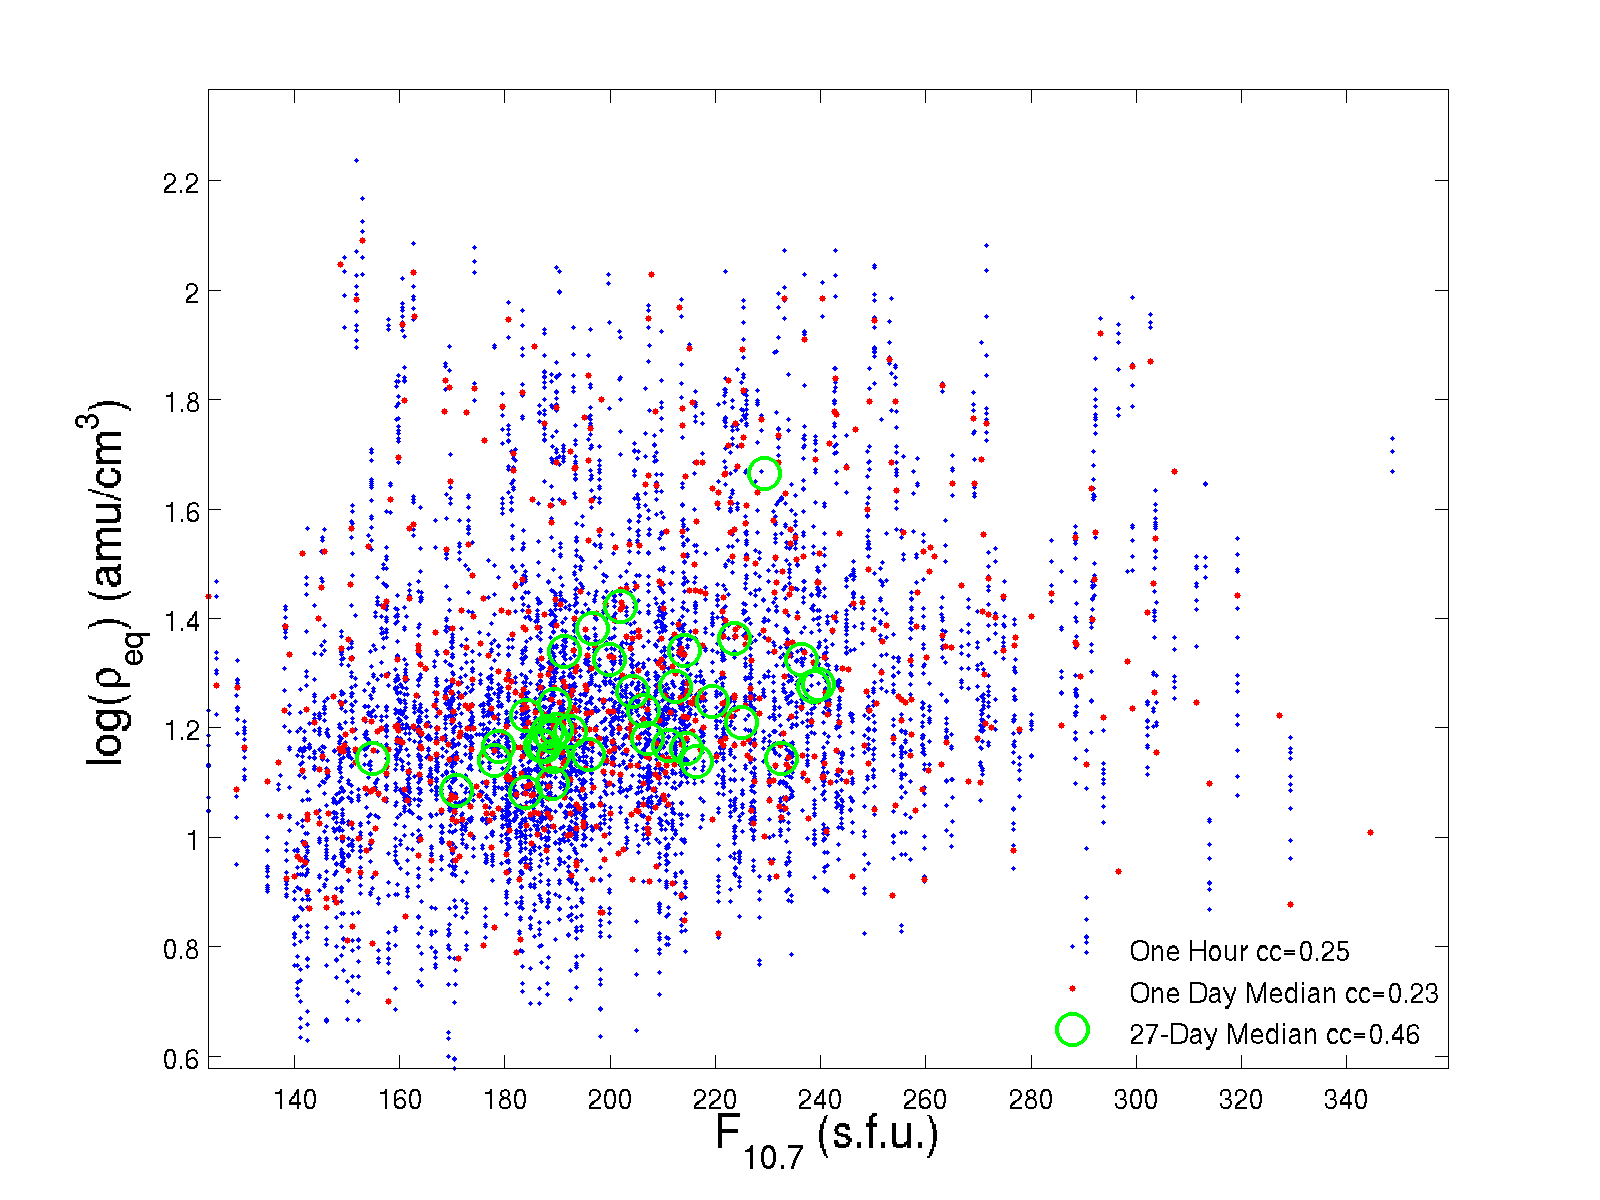 2.2
2
1.8
1.6
1.4
1.2
1
0.8
0.6
log(ρeq) (amu/cm3)
One Hour cc=0.25
One Day Median cc=0.23
27-Day Median cc=0.46
140 160 180 200 220 240 260 280 300 320 340
F10.7 (s.f.u.)